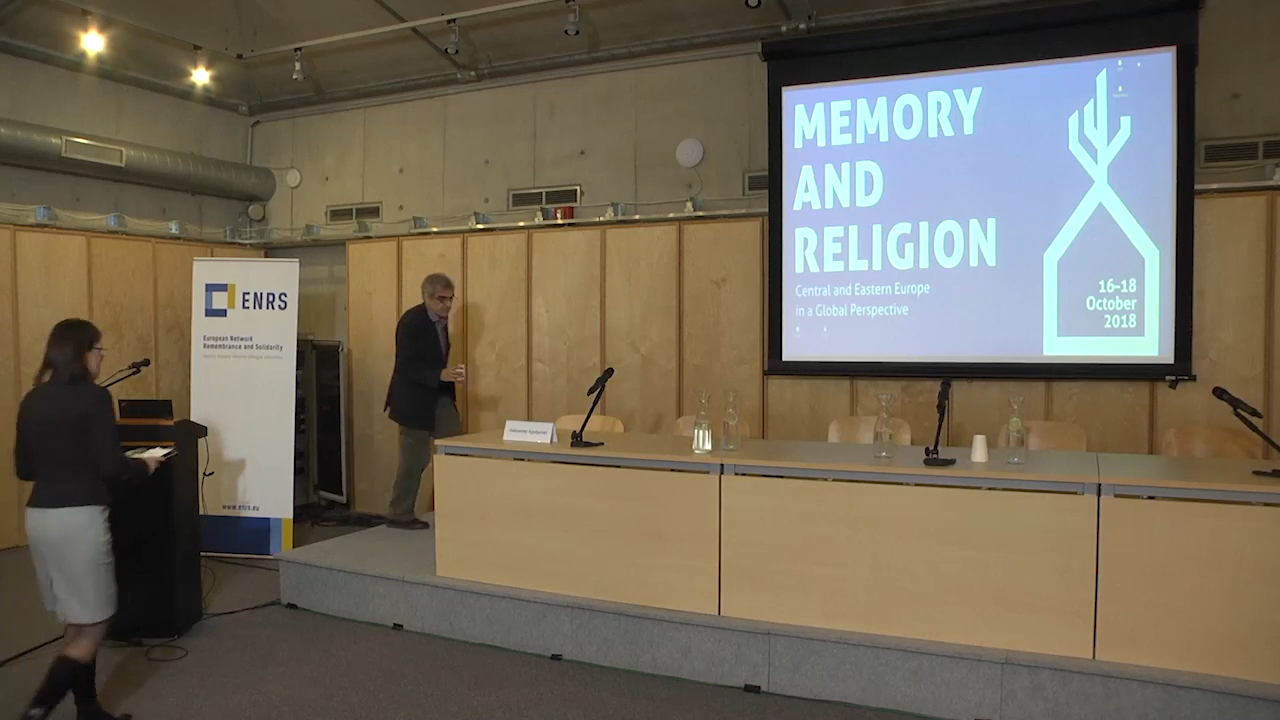 MEMORY
AND
RELIGION
Central and Eastern Europe
in a Global Perspective
16-18
October
2018
ENRS
European Network
Remembrance and Solidarity
www.enrs.eu